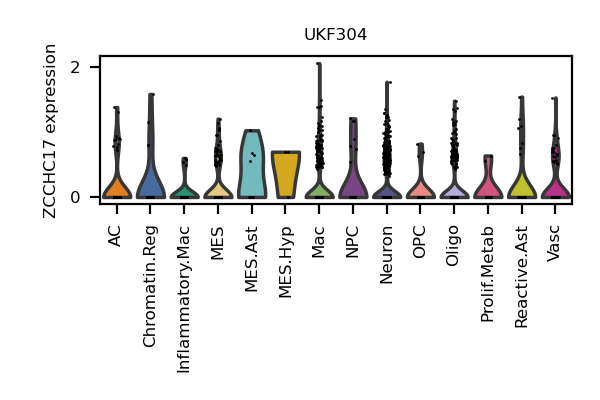 UKF304
ZCCHC17 expression
2
0
AC
Chromatin.Reg
Inflammatory.Mac
MES
MES.Ast
MES.Hyp
Mac
NPC
Neuron
OPC
Oligo
Prolif.Metab
Reactive.Ast
Vasc